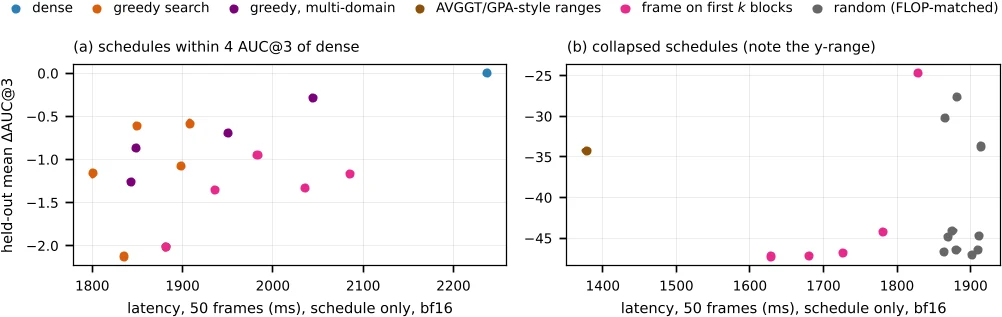 dense greedy search greedy, multi-domain AVGGT/GPA-style ranges frame on first k blocks random (FLOP-matched)
(a) schedules within 4 AUC@3 of dense
(b) collapsed schedules (note the y-range)
held-out mean ΔAUC@3
0.0
−0.5
−1.0
−1.5
−2.0
1800 1900 2000 2100 2200
latency, 50 frames (ms), schedule only, bf16
−25
−30
−35
−40
−45
1400 1500 1600 1700 1800 1900
latency, 50 frames (ms), schedule only, bf16